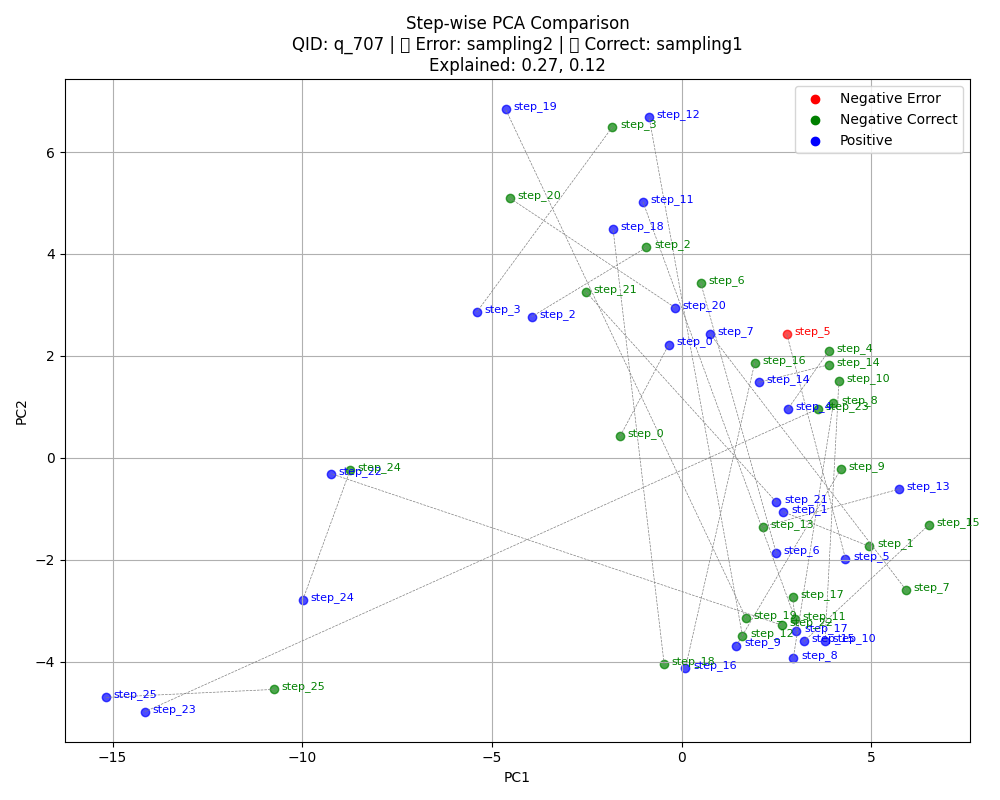 Step-wise PCA Comparison
QID: q_707 | ▯ Error: sampling2 | ▯ Correct: sampling1
Explained: 0.27, 0.12
Negative Error
Negative Correct
Positive
step_19
step_12
step_3
step_20
step_11
step_18
step_2
step_21
step_6
step_3
step_2
step_20
step_7
step_5
step_0
step_4
step_16
step_14
step_14
step_10
step_8
step_4
step_23
step_0
step_24
step_22
step_9
step_13
step_21
step_1
step_13
step_15
step_1
step_6
step_5
step_7
step_24
step_17
step_19
step_11
step_22
step_17
step_12
step_15
step_10
step_9
step_8
step_18
step_16
step_25
step_25
step_23
6
4
2
0
−2
−4
−15
−10
−5
0
5
PC1
PC2